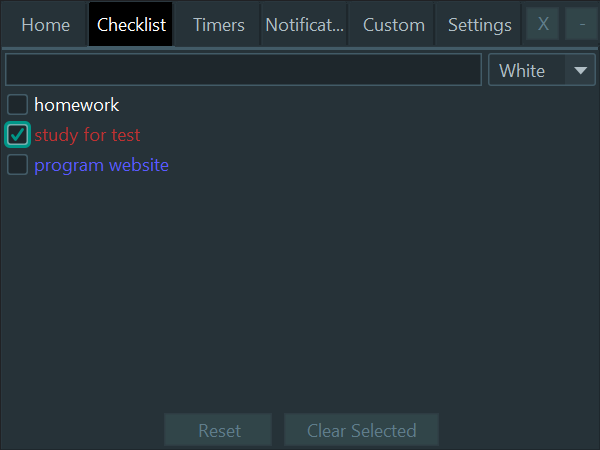 Home Checklist Timers Notificat... Custom Settings X -
White
homework
study for test
program website
Reset Clear Selected